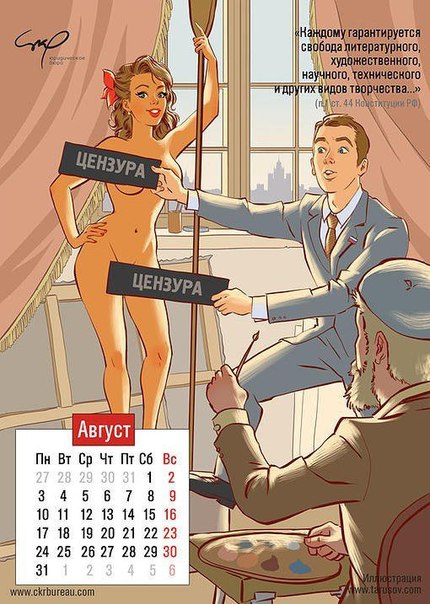 «Каждому гарантируется
свобода литературного,
художественного,
научного, технического
и других видов творчества...»
(п.1 ст. 44 Конституции РФ)
юридическое
бюро
ЦЕНЗУРА
ЦЕНЗУРА
Август
Пн Вт Ср Чт Пт Сб Вс
27 28 29 30 31 1 2
3 4 5 6 7 8 9
10 11 12 13 14 15 16
17 18 19 20 21 22 23
24 25 26 27 28 29 30
31 1 2 3 4 5 6
www.ckrbureau.com
Иллюстрация
www.tarusov.com